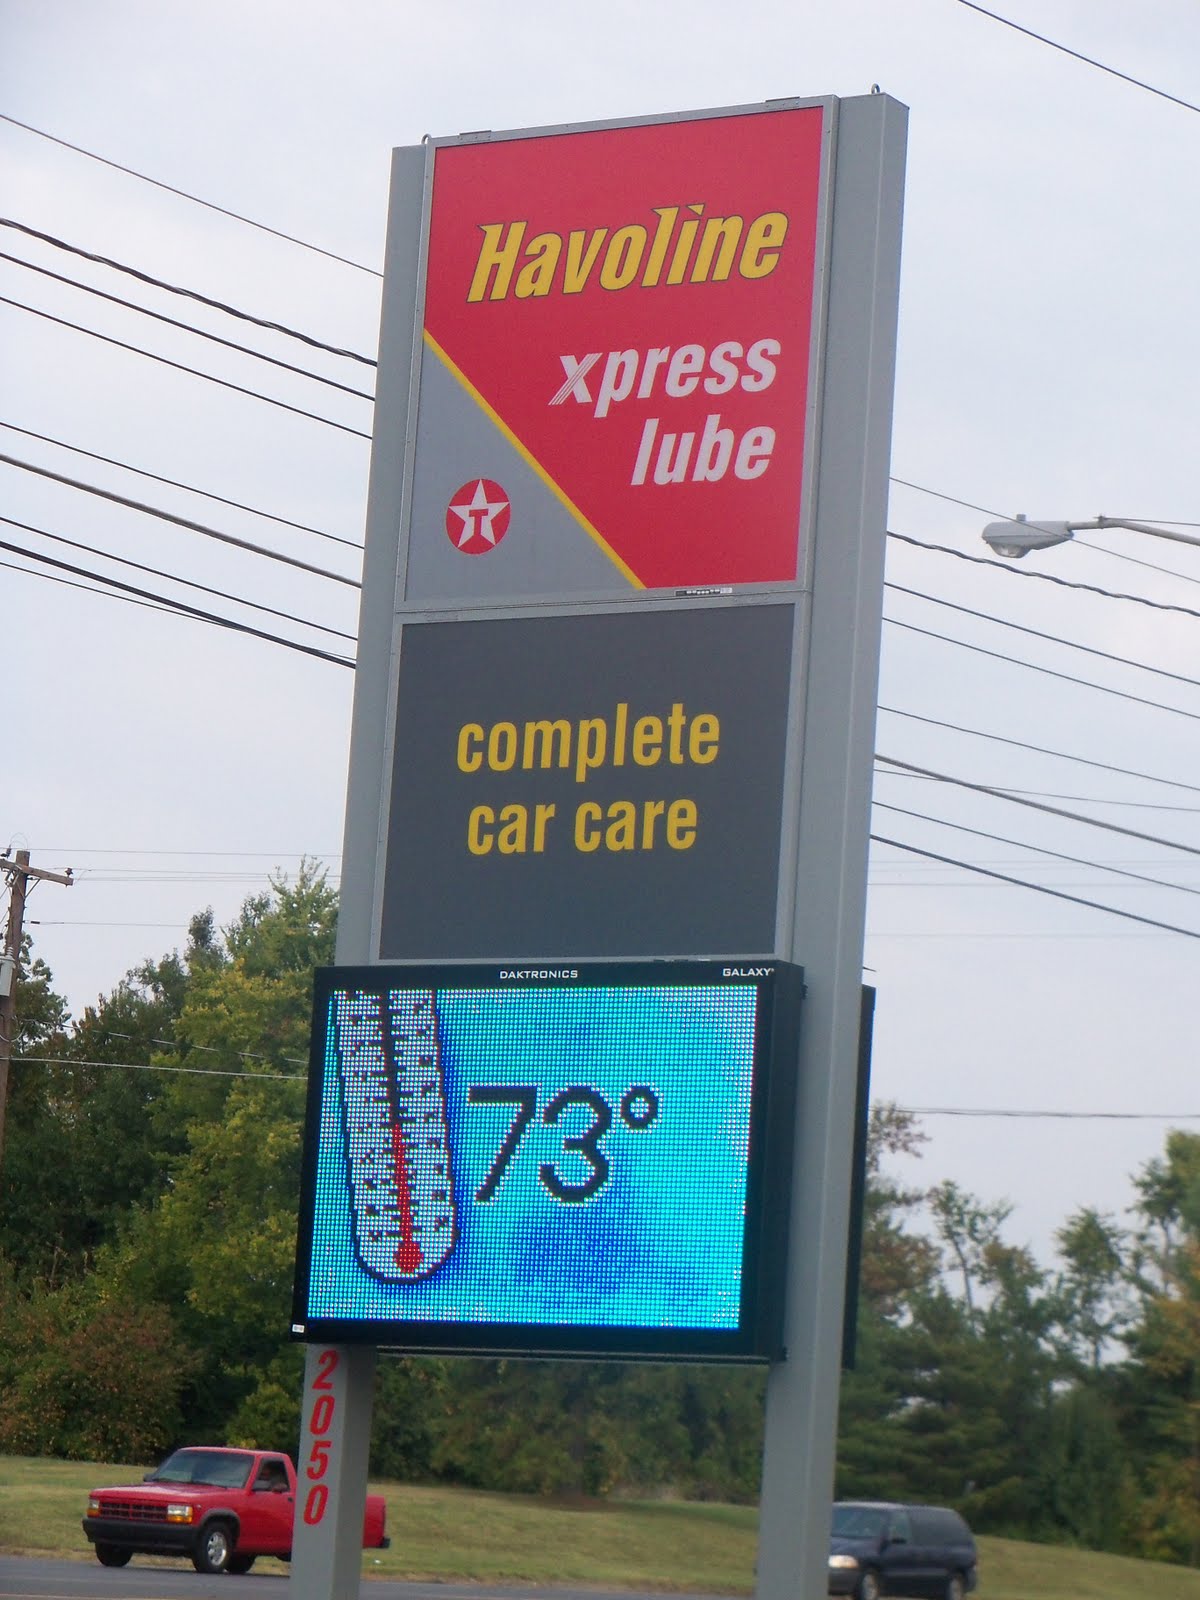 Havoline
xpress
lube
T
complete
car care
DAKTRONICS GALAXY
73°
2050